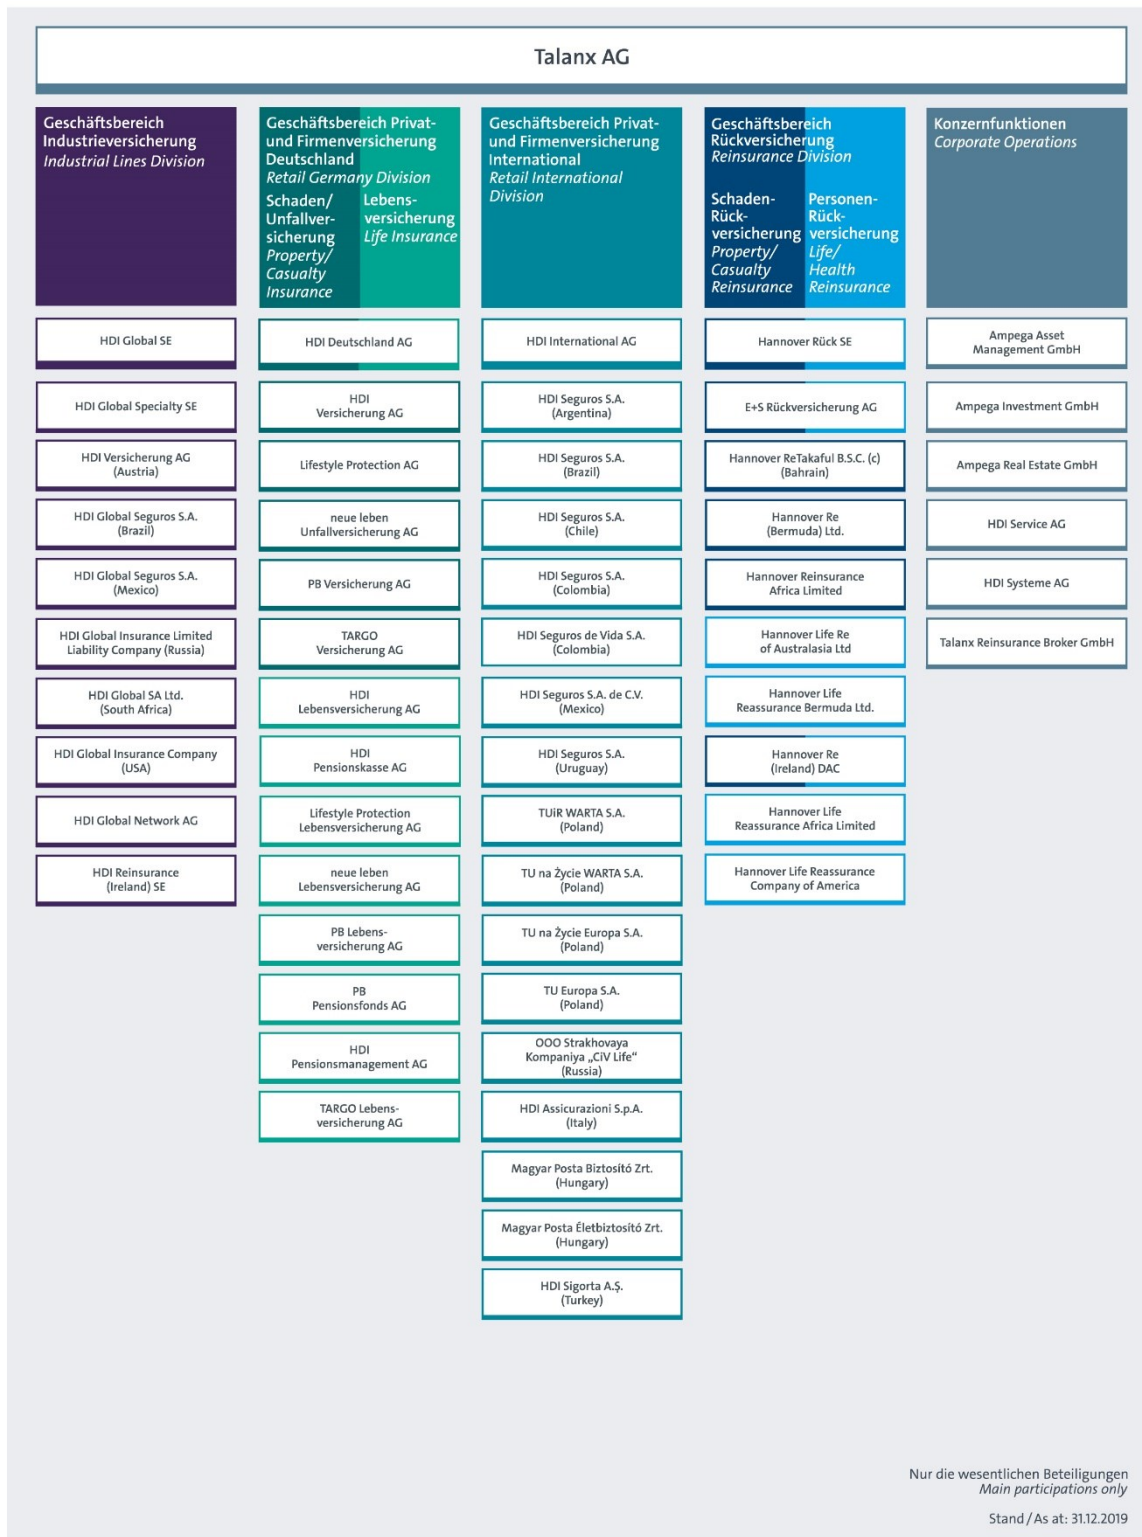 Talanx AG
Geschäftsbereich
Industrieversicherung
Industrial Lines Division
HDI Global SE
HDI Global Specialty SE
HDI Versicherung AG
(Austria)
HDI Global Seguros S.A.
(Brazil)
HDI Global Seguros S.A.
(Mexico)
HDI Global Insurance Limited
Liability Company (Russia)
HDI Global SA Ltd.
(South Africa)
HDI Global Insurance Company
(USA)
HDI Global Network AG
HDI Reinsurance
(Ireland) SE
Geschäftsbereich Privat-
und Firmenversicherung
Deutschland
Retail Germany Division
Schaden/
Unfallver-
sicherung
Property/
Casualty
Insurance
Lebens-
versicherung
Life Insurance
HDI Deutschland AG
HDI
Versicherung AG
Lifestyle Protection AG
neue leben
Unfallversicherung AG
PB Versicherung AG
TARGO
Versicherung AG
HDI
Lebensversicherung AG
HDI
Pensionskasse AG
Lifestyle Protection
Lebensversicherung AG
neue leben
Lebensversicherung AG
PB Lebens-
versicherung AG
PB
Pensionsfonds AG
HDI
Pensionsmanagement AG
TARGO Lebens-
versicherung AG
Geschäftsbereich Privat-
und Firmenversicherung
International
Retail International
Division
HDI International AG
HDI Seguros S.A.
(Argentina)
HDI Seguros S.A.
(Brazil)
HDI Seguros S.A.
(Chile)
HDI Seguros S.A.
(Colombia)
HDI Seguros de Vida S.A.
(Colombia)
HDI Seguros S.A. de C.V.
(Mexico)
HDI Seguros S.A.
(Uruguay)
TUiR WARTA S.A.
(Poland)
TU na Życie WARTA S.A.
(Poland)
TU na Życie Europa S.A.
(Poland)
TU Europa S.A.
(Poland)
OOO Strakhovaya
Kompaniya „CiV Life“
(Russia)
HDI Assicurazioni S.p.A.
(Italy)
Magyar Posta Biztosító Zrt.
(Hungary)
Magyar Posta Életbiztosító Zrt.
(Hungary)
HDI Sigorta A.Ş.
(Turkey)
Geschäftsbereich
Rückversicherung
Reinsurance Division
Schaden-
Rück-
versicherung
Property/
Casualty
Reinsurance
Personen-
Rück-
versicherung
Life/
Health
Reinsurance
Hannover Rück SE
E+S Rückversicherung AG
Hannover ReTakaful B.S.C. (c)
(Bahrain)
Hannover Re
(Bermuda) Ltd.
Hannover Reinsurance
Africa Limited
Hannover Life Re
of Australasia Ltd
Hannover Life
Reassurance Bermuda Ltd.
Hannover Re
(Ireland) DAC
Hannover Life
Reassurance Africa Limited
Hannover Life Reassurance
Company of America
Konzernfunktionen
Corporate Operations
Ampega Asset
Management GmbH
Ampega Investment GmbH
Ampega Real Estate GmbH
HDI Service AG
HDI Systeme AG
Talanx Reinsurance Broker GmbH
Nur die wesentlichen Beteiligungen
Main participations only
Stand / As at: 31.12.2019